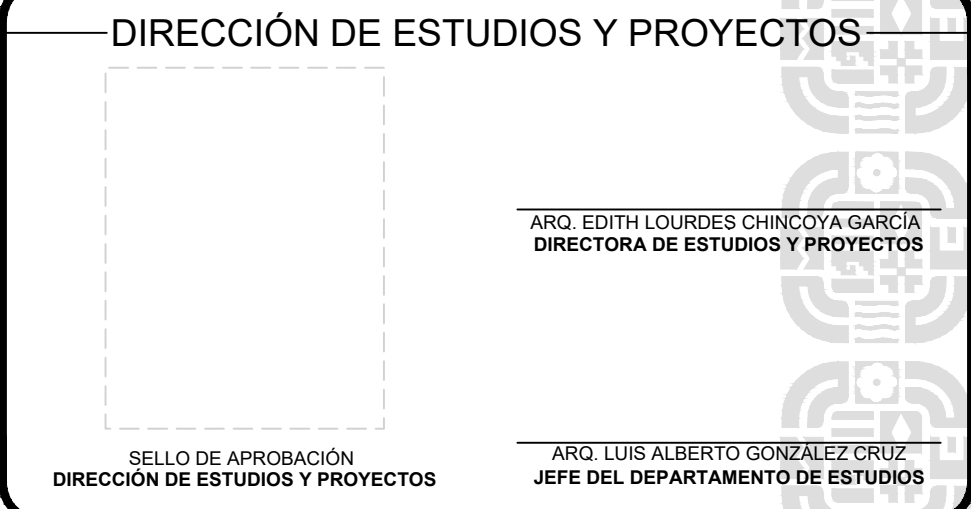 DIRECCIÓN DE ESTUDIOS Y PROYECTOS
ARQ. EDITH LOURDES CHINCOYA GARCÍA
DIRECTORA DE ESTUDIOS Y PROYECTOS
SELLO DE APROBACIÓN
DIRECCIÓN DE ESTUDIOS Y PROYECTOS
ARQ. LUIS ALBERTO GONZÁLEZ CRUZ
JEFE DEL DEPARTAMENTO DE ESTUDIOS